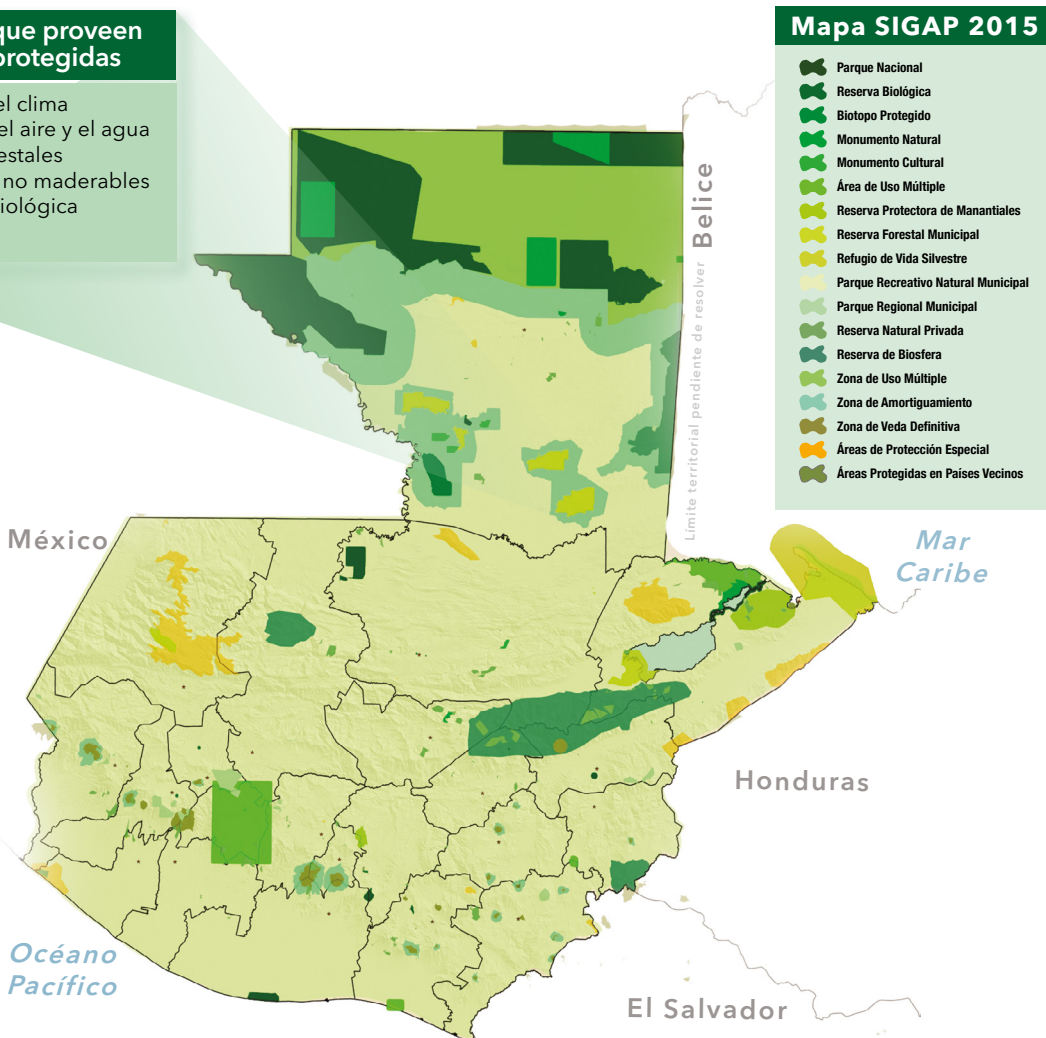 que proveen
protegidas
el clima
el aire y el agua
estales
no maderables
iológica
Mapa SIGAP 2015
Parque Nacional
Reserva Biológica
Biotopo Protegido
Monumento Natural
Monumento Cultural
Área de Uso Múltiple
Reserva Protectora de Manantiales
Reserva Forestal Municipal
Refugio de Vida Silvestre
Parque Recreativo Natural Municipal
Parque Regional Municipal
Reserva Natural Privada
Reserva de Biosfera
Zona de Uso Múltiple
Zona de Amortiguamiento
Zona de Veda Definitiva
Áreas de Protección Especial
Áreas Protegidas en Países Vecinos
Belice
Límite territorial pendiente de resolver
México
Mar
Caribe
Honduras
Océano
Pacífico
El Salvador